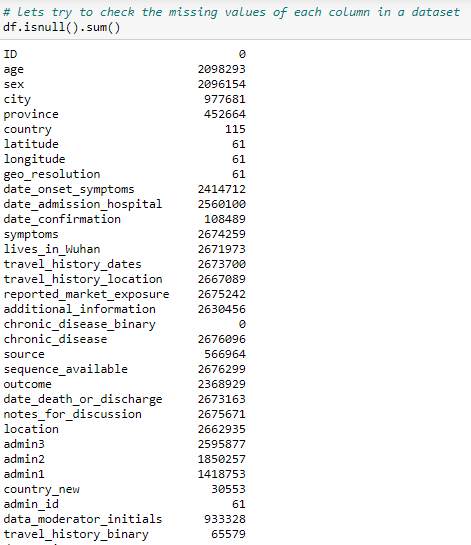 # Lets try to check the missing values of each column in a dataset
df.isnull().sum()
ID 0
age 2098293
sex 2096154
city 977681
province 452664
country 115
latitude 61
longitude 61
geo_resolution 61
date_onset_symptoms 2414712
date_admission_hospital 2560100
date_confirmation 108489
symptoms 2674259
lives_in_Wuhan 2671973
travel_history_dates 2673700
travel_history_location 2667089
reported_market_exposure 2675242
additional_information 2630456
chronic_disease_binary 0
chronic_disease 2676096
source 566964
sequence_available 2676299
outcome 2368929
date_death_or_discharge 2673163
notes_for_discussion 2675671
location 2662935
admin3 2595877
admin2 1850257
admin1 1418753
country_new 30553
admin_id 61
data_moderator_initials 933328
travel_history_binary 65579